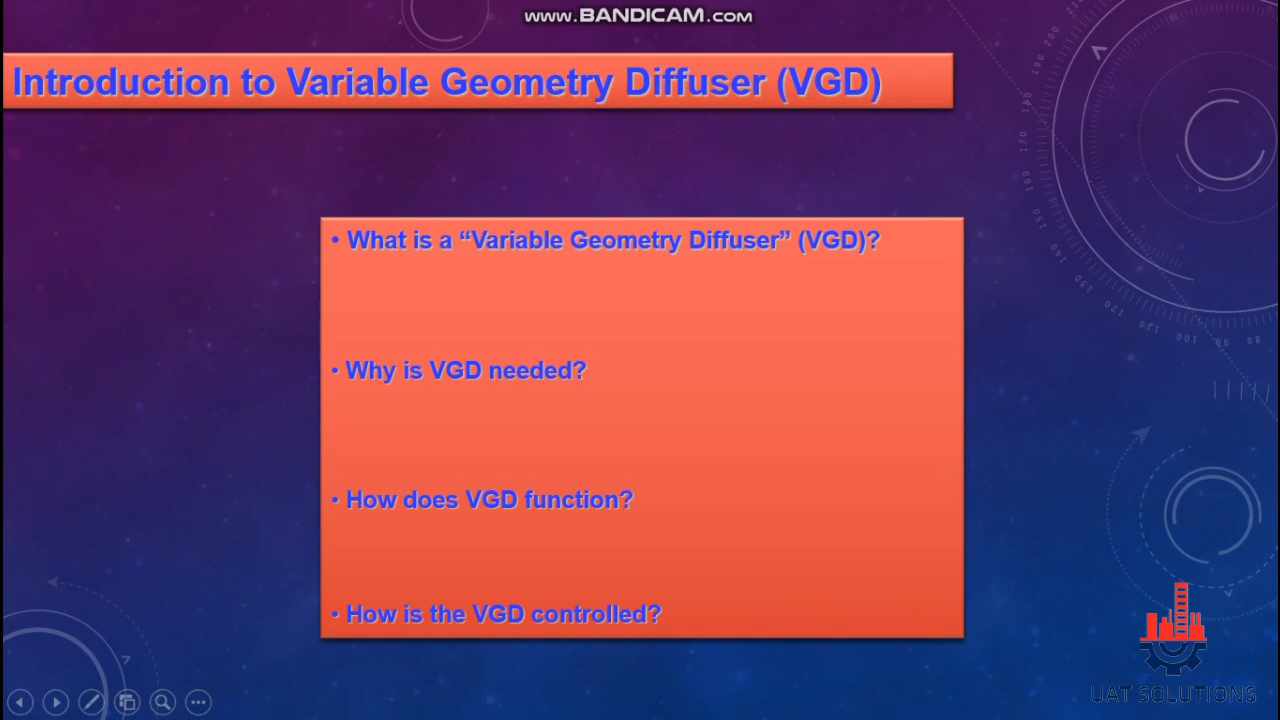 www.BANDICAM.com
Introduction to Variable Geometry Diffuser (VGD)
• What is a “Variable Geometry Diffuser” (VGD)?
• Why is VGD needed?
• How does VGD function?
• How is the VGD controlled?
UAT SOLUTIONS